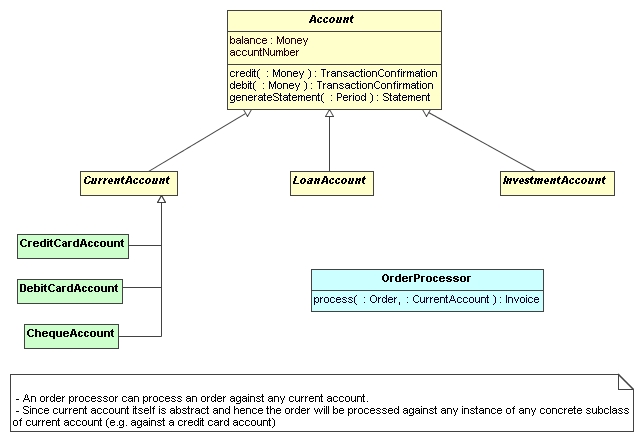 Account
balance : Money
accuntNumber
credit( : Money ) : TransactionConfirmation
debit( : Money ) : TransactionConfirmation
generateStatement( : Period ) : Statement
CurrentAccount
LoanAccount
InvestmentAccount
CreditCardAccount
DebitCardAccount
ChequeAccount
OrderProcessor
process( : Order, : CurrentAccount ) : Invoice
- An order processor can process an order against any current account.
- Since current account itself is abstract and hence the order will be processed against any instance of any concrete subclass
of current account (e.g. against a credit card account)